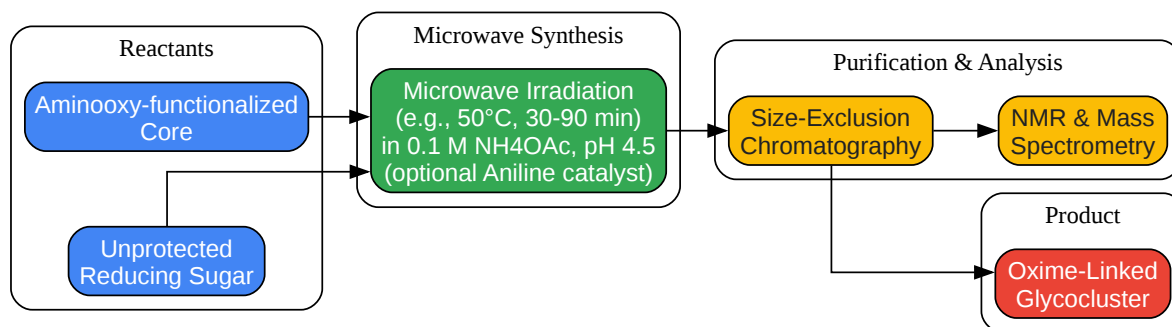 Reactants
Aminooxy-functionalized
Core
Unprotected
Reducing Sugar
Microwave Synthesis
Microwave Irradiation
(e.g., 50°C, 30-90 min)
in 0.1 M NH4OAc, pH 4.5
(optional Aniline catalyst)
Purification & Analysis
Size-Exclusion
Chromatography
NMR & Mass
Spectrometry
Product
Oxime-Linked
Glycocluster